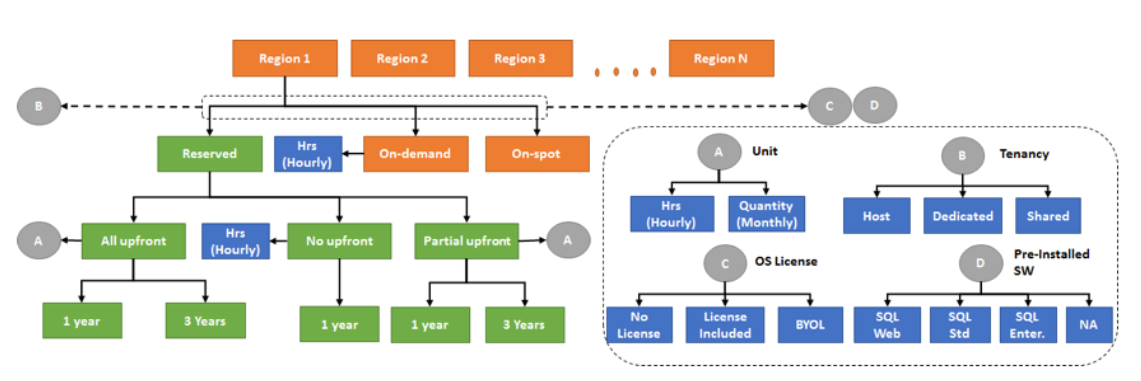 Region 1
Region 2
Region 3
Region N
B
C
D
Reserved
Hrs
(Hourly)
On-demand
On-spot
A
All upfront
Hrs
(Hourly)
No upfront
Partial upfront
A
1 year
3 Years
1 year
1 year
3 Years
A
Unit
Hrs
(Hourly)
Quantity
(Monthly)
B
Tenancy
Host
Dedicated
Shared
C
OS License
No
License
License
Included
BYOL
D
Pre-Installed
SW
SQL
Web
SQL
Std
SQL
Enter.
NA